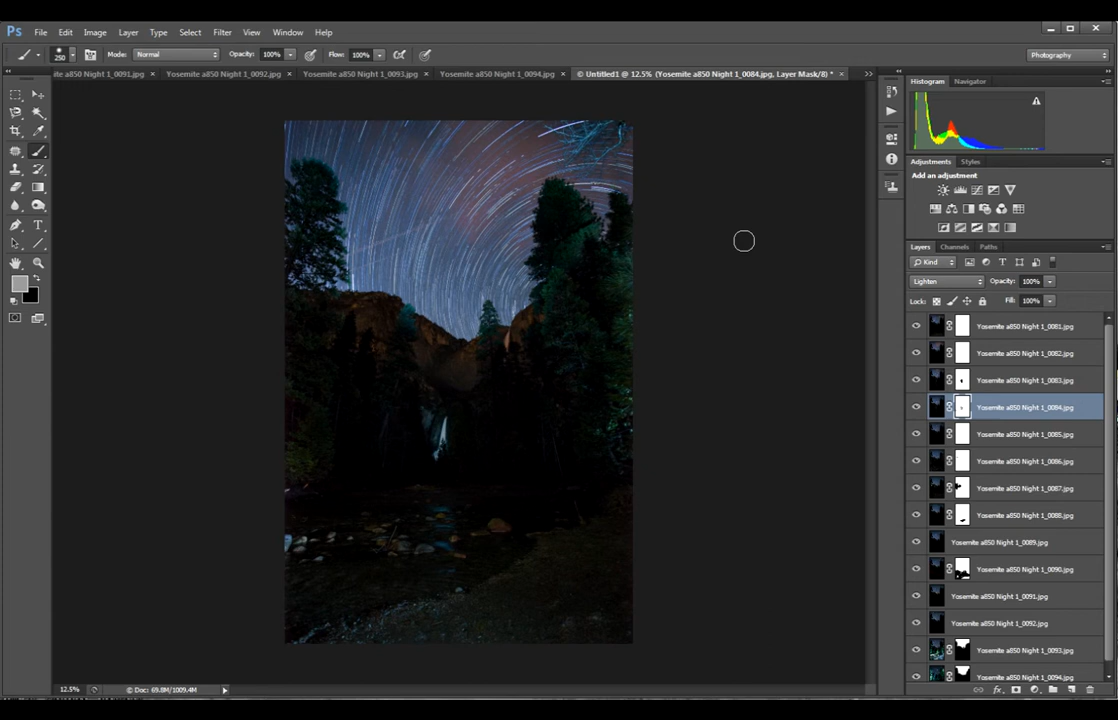 Ps File Edit Image Layer Type Select Filter View Window Help
250 Mode: Normal Opacity: 100% Flow: 100% Photography
ite a850 Night 1_0091.jpg × Yosemite a850 Night 1_0092.jpg × Yosemite a850 Night 1_0093.jpg × Yosemite a850 Night 1_0094.jpg × © Untitled1 @ 12.5% (Yosemite a850 Night 1_0084.jpg, Layer Mask/8) * ×
Histogram Navigator
Adjustments Styles
Add an adjustment
Layers Channels Paths
Kind
Lighten Opacity: 100%
Lock: Fill: 100%
Yosemite a850 Night 1_0081.jpg
Yosemite a850 Night 1_0082.jpg
Yosemite a850 Night 1_0083.jpg
Yosemite a850 Night 1_0084.jpg
Yosemite a850 Night 1_0085.jpg
Yosemite a850 Night 1_0086.jpg
Yosemite a850 Night 1_0087.jpg
Yosemite a850 Night 1_0088.jpg
Yosemite a850 Night 1_0089.jpg
Yosemite a850 Night 1_0090.jpg
Yosemite a850 Night 1_0091.jpg
Yosemite a850 Night 1_0092.jpg
Yosemite a850 Night 1_0093.jpg
Yosemite a850 Night 1_0094.jpg
12.5% © Doc: 69.8M/1009.4M
fx